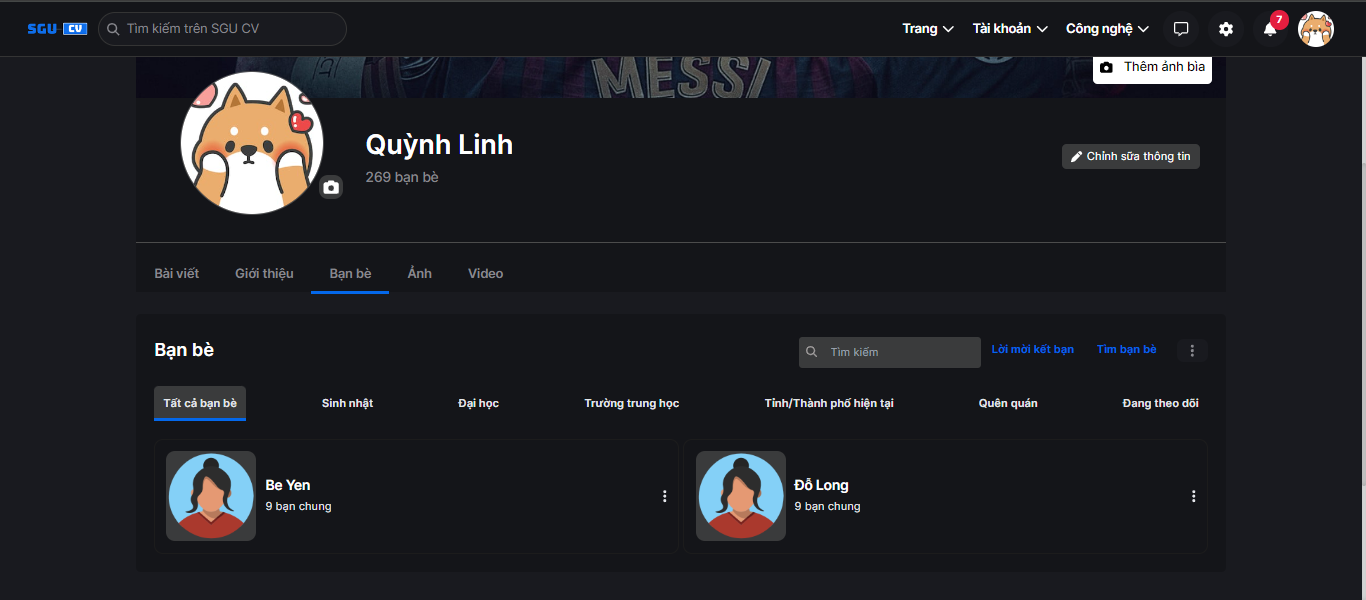 SGU CV
Tìm kiếm trên SGU CV
Trang
Tài khoản
Công nghệ
7
MESSI
Thêm ảnh bìa
Quỳnh Linh
269 bạn bè
Chỉnh sửa thông tin
Bài viết
Giới thiệu
Bạn bè
Ảnh
Video
Bạn bè
Tìm kiếm
Lời mời kết bạn
Tìm bạn bè
Tất cả bạn bè
Sinh nhật
Đại học
Trường trung học
Tỉnh/Thành phố hiện tại
Quên quán
Đang theo dõi
Be Yen
9 bạn chung
Đỗ Long
9 bạn chung